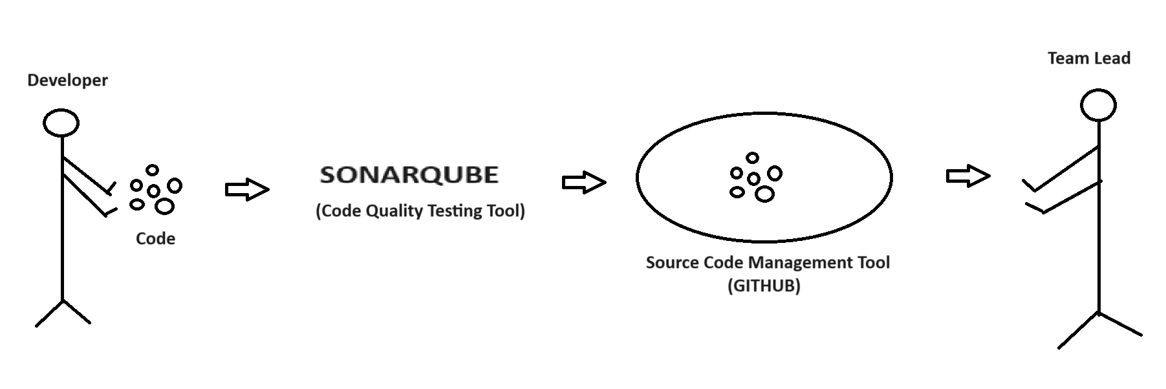 Developer
Code
SONARQUBE
(Code Quality Testing Tool)
Source Code Management Tool
(GITHUB)
Team Lead